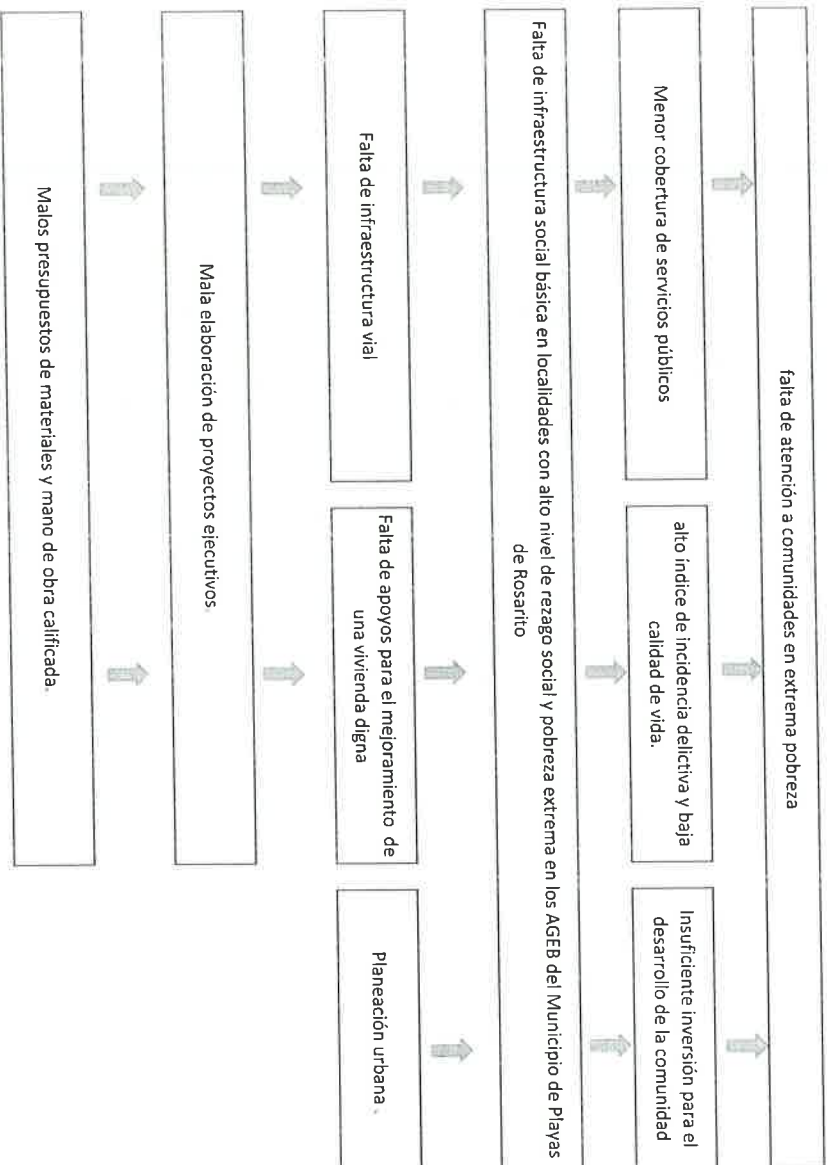 falta de atención a comunidades en extrema pobreza
Menor cobertura de servicios públicos
alto índice de incidencia delictiva y baja
calidad de vida.
Insuficiente inversión para el
desarrollo de la comunidad
Falta de infraestructura social básica en localidades con alto nivel de rezago social y pobreza extrema en los AGEB del Municipio de Playas
de Rosarito
Falta de infraestructura vial
Falta de apoyos para el mejoramiento de
una vivienda digna
Planeación urbana .
Mala elaboración de proyectos ejecutivos.
Malos presupuestos de materiales y mano de obra calificada.